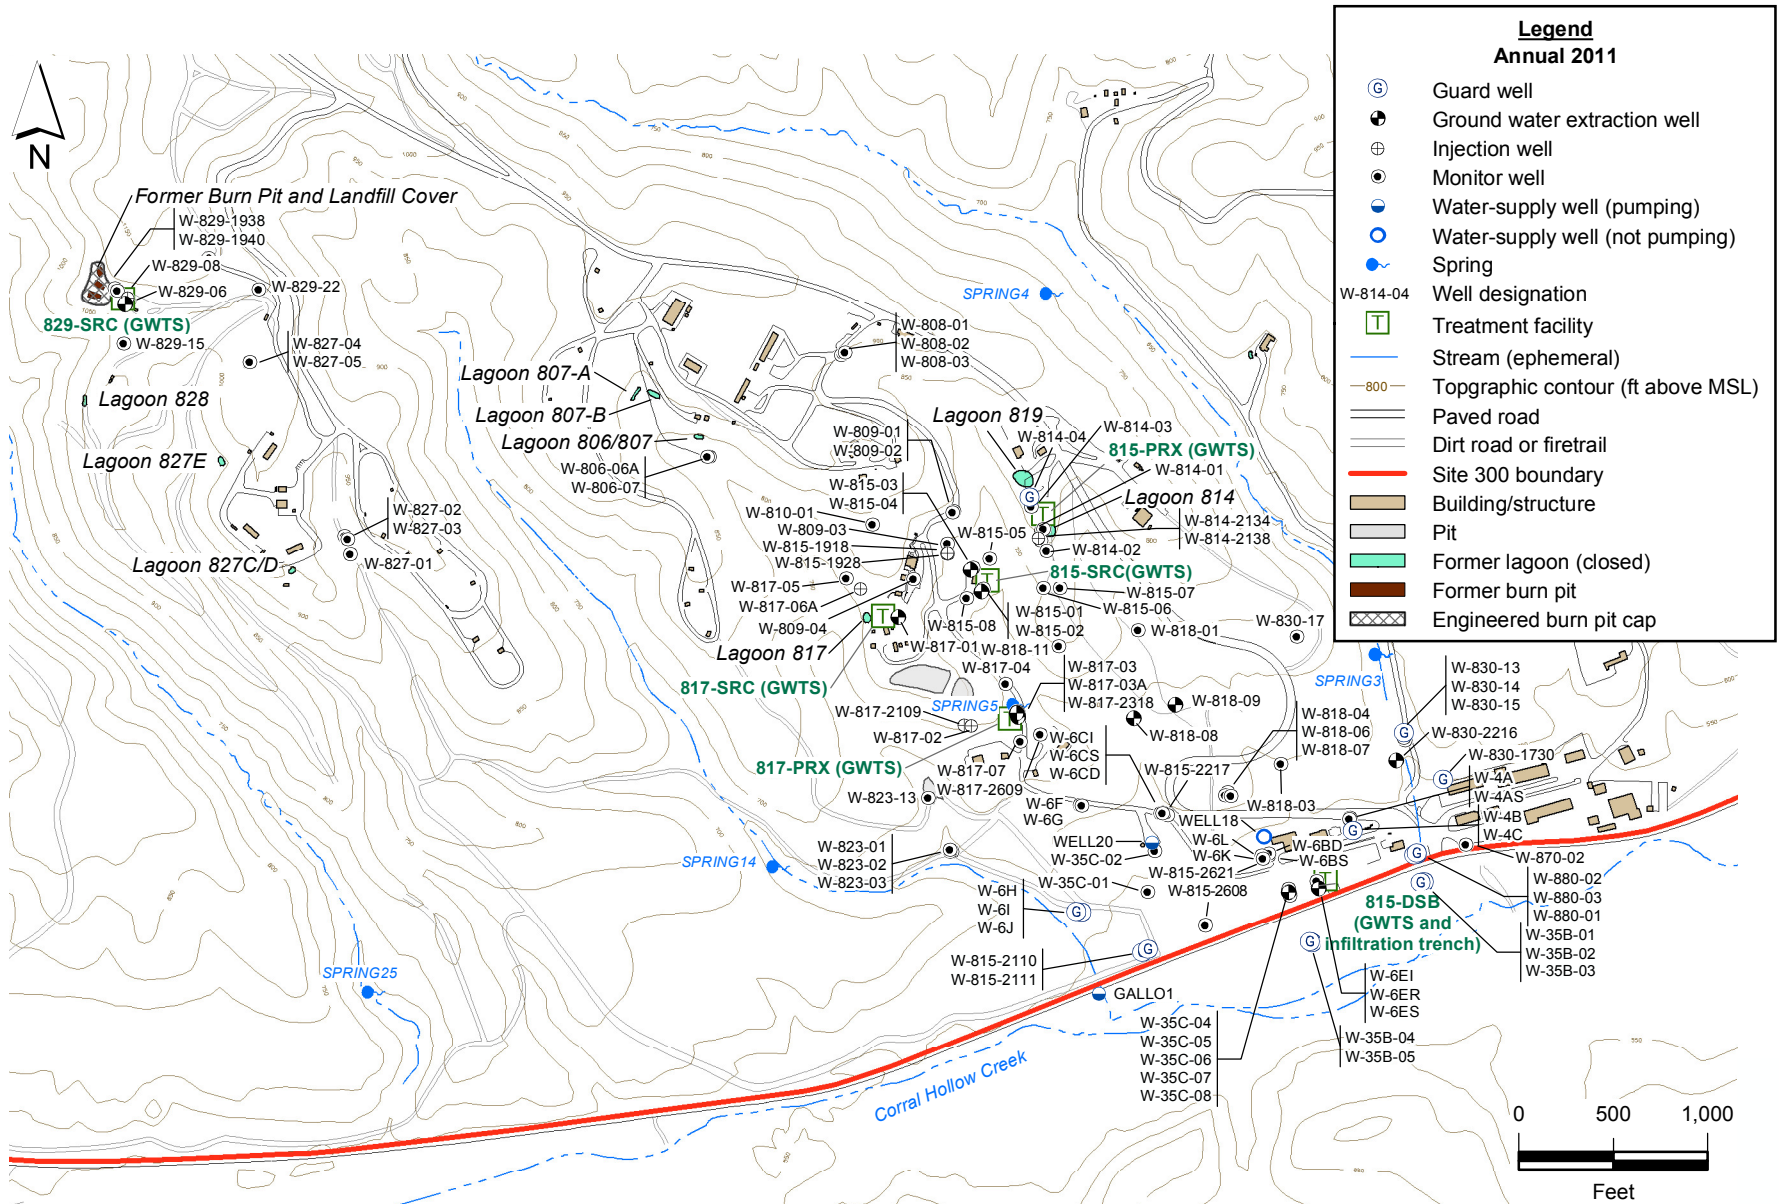 Legend
Annual 2011
Guard well
Ground water extraction well
Injection well
Monitor well
Water-supply well (pumping)
Water-supply well (not pumping)
Spring
W-814-04 Well designation
T Treatment facility
Stream (ephemeral)
800 Topgraphic contour (ft above MSL)
Paved road
Dirt road or firetrail
Site 300 boundary
Building/structure
Pit
Former lagoon (closed)
Former burn pit
Engineered burn pit cap
N
Former Burn Pit and Landfill Cover
W-829-1938
W-829-1940
W-829-08
W-829-06
W-829-22
829-SRC (GWTS)
W-829-15
W-827-04
W-827-05
Lagoon 828
Lagoon 827E
W-827-02
W-827-03
W-827-01
Lagoon 827C/D
Lagoon 807-A
Lagoon 807-B
Lagoon 806/807
W-806-06A
W-806-07
SPRING4
W-808-01
W-808-02
W-808-03
Lagoon 819
W-809-01
W-809-02
W-814-04
W-814-03
815-PRX (GWTS)
W-814-01
Lagoon 814
W-815-03
W-815-04
W-810-01
W-809-03
W-815-1918
W-815-1928
W-815-05
W-814-2134
W-814-2138
W-814-02
815-SRC(GWTS)
W-817-05
W-817-06A
W-809-04
W-815-07
W-815-06
W-815-08
W-815-01
W-815-02
W-818-11
W-818-01
W-830-17
Lagoon 817
W-817-01
817-SRC (GWTS)
W-817-04
W-817-03
W-817-03A
W-817-2318
SPRING5
W-817-2109
W-817-02
817-PRX (GWTS)
W-818-09
W-818-08
W-818-04
W-818-06
W-818-07
SPRING3
W-830-13
W-830-14
W-830-15
W-830-2216
W-830-1730
W-6CI
W-6CS
W-6CD
W-815-2217
W-817-07
W-817-2609
W-823-13
W-6F
W-6G
W-818-03
W-4A
W-4AS
W-4B
W-4C
W-870-02
WELL18
WELL20
W-6L
W-6K
W-6BD
W-6BS
W-35C-02
W-815-2621
W-35C-01
W-815-2608
W-823-01
W-823-02
W-823-03
SPRING14
W-6H
W-6I
W-6J
W-815-2110
W-815-2111
GALLO1
815-DSB
(GWTS and
infiltration trench)
W-880-02
W-880-03
W-880-01
W-35B-01
W-35B-02
W-35B-03
W-6EI
W-6ER
W-6ES
W-35B-04
W-35B-05
W-35C-04
W-35C-05
W-35C-06
W-35C-07
W-35C-08
SPRING25
Corral Hollow Creek
0 500 1,000
Feet